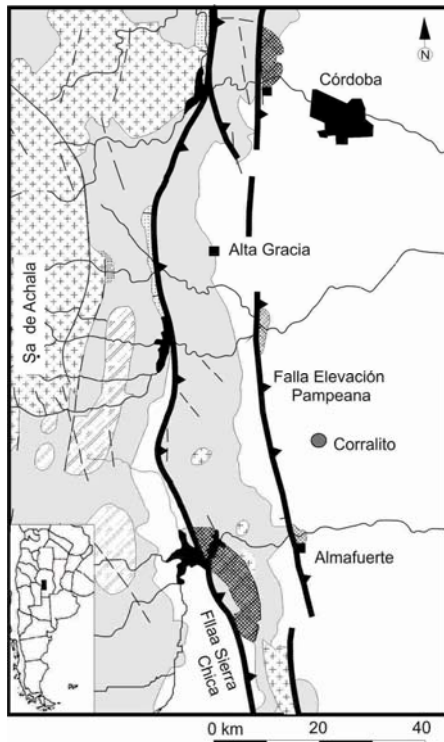 N
Córdoba
Alta Gracia
Sa de Achala
Falla Elevación
Pampeana
Corralito
Almafuerte
Fllaa Sierra
Chica
0 km 20 40